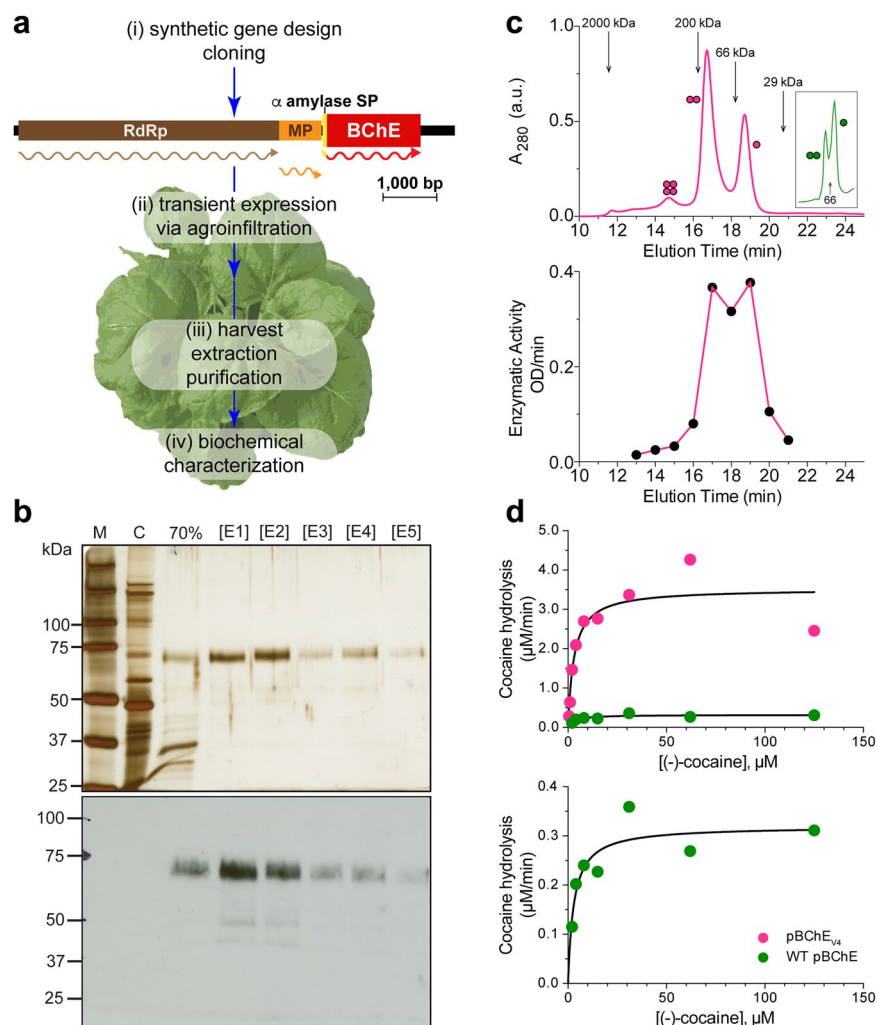 a
(i) synthetic gene design
cloning
α amylase SP
RdRp
MP
BChE
1,000 bp
(ii) transient expression
via agroinfiltration
(iii) harvest
extraction
purification
(iv) biochemical
characterization
b
M C 70% [E1] [E2] [E3] [E4] [E5]
kDa
100
75
50
37
25
100
75
50
37
25
c
2000 kDa
200 kDa
66 kDa
29 kDa
66
A280 (a.u.)
1.0
0.5
0.0
10 12 14 16 18 20 22 24
Elution Time (min)
Enzymatic Activity
OD/min
0.4
0.2
0.0
10 12 14 16 18 20 22 24
Elution Time (min)
d
Cocaine hydrolysis
(µM/min)
5.0
4.0
3.0
2.0
1.0
0.0
0 50 100 150
[(-)-cocaine], µM
Cocaine hydrolysis
(µM/min)
0.4
0.3
0.2
0.1
0.0
pBChEV4
WT pBChE
0 50 100 150
[(-)-cocaine], µM